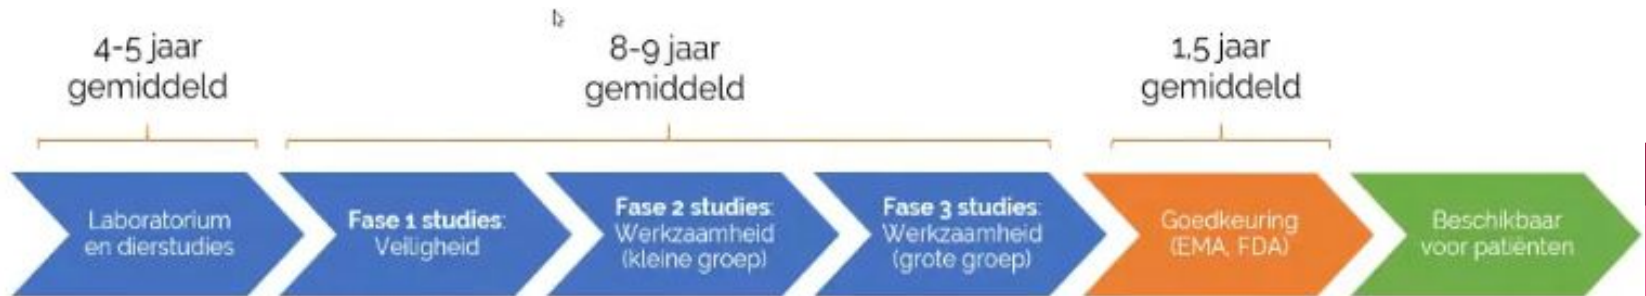 4-5 jaar
gemiddeld
8-9 jaar
gemiddeld
1,5 jaar
gemiddeld
Laboratorium
en dierstudies
Fase 1 studies:
Veiligheid
Fase 2 studies:
Werkzaamheid
(kleine groep)
Fase 3 studies:
Werkzaamheid
(grote groep)
Goedkeuring
(EMA, FDA)
Beschikbaar
voor patiënten